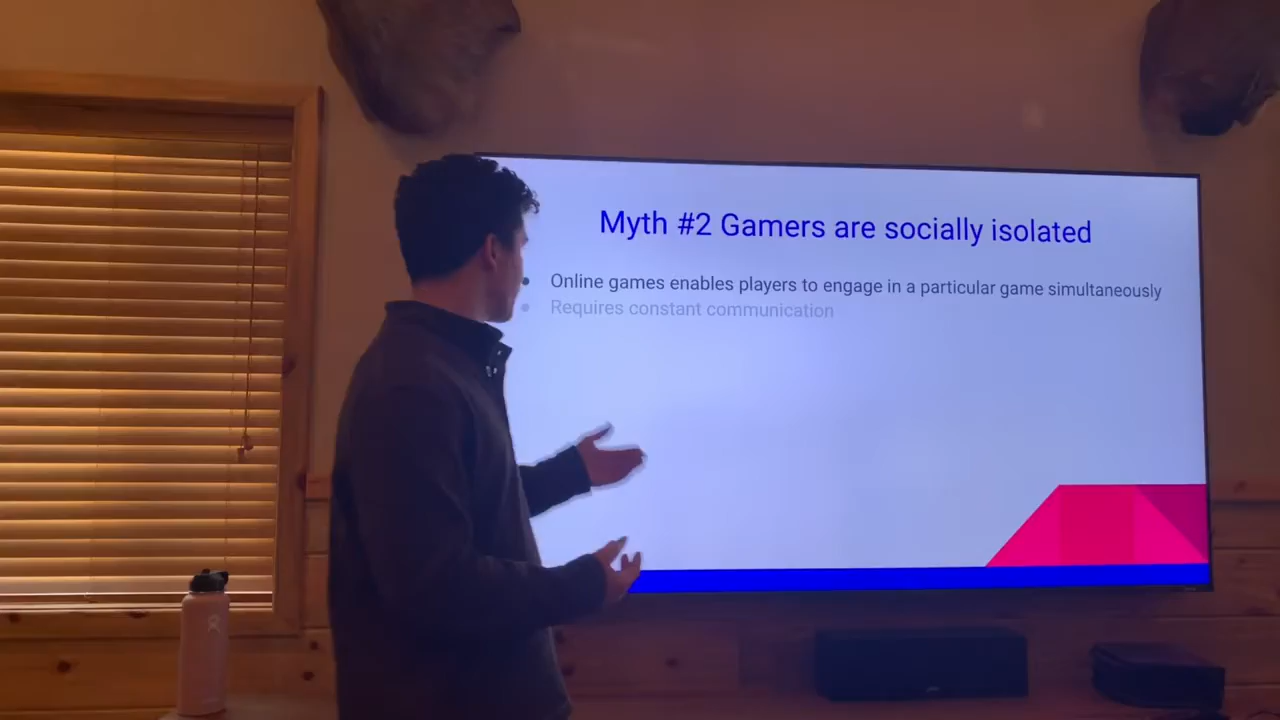 Myth #2 Gamers are socially isolated
• Online games enables players to engage in a particular game simultaneously
• Requires constant communication